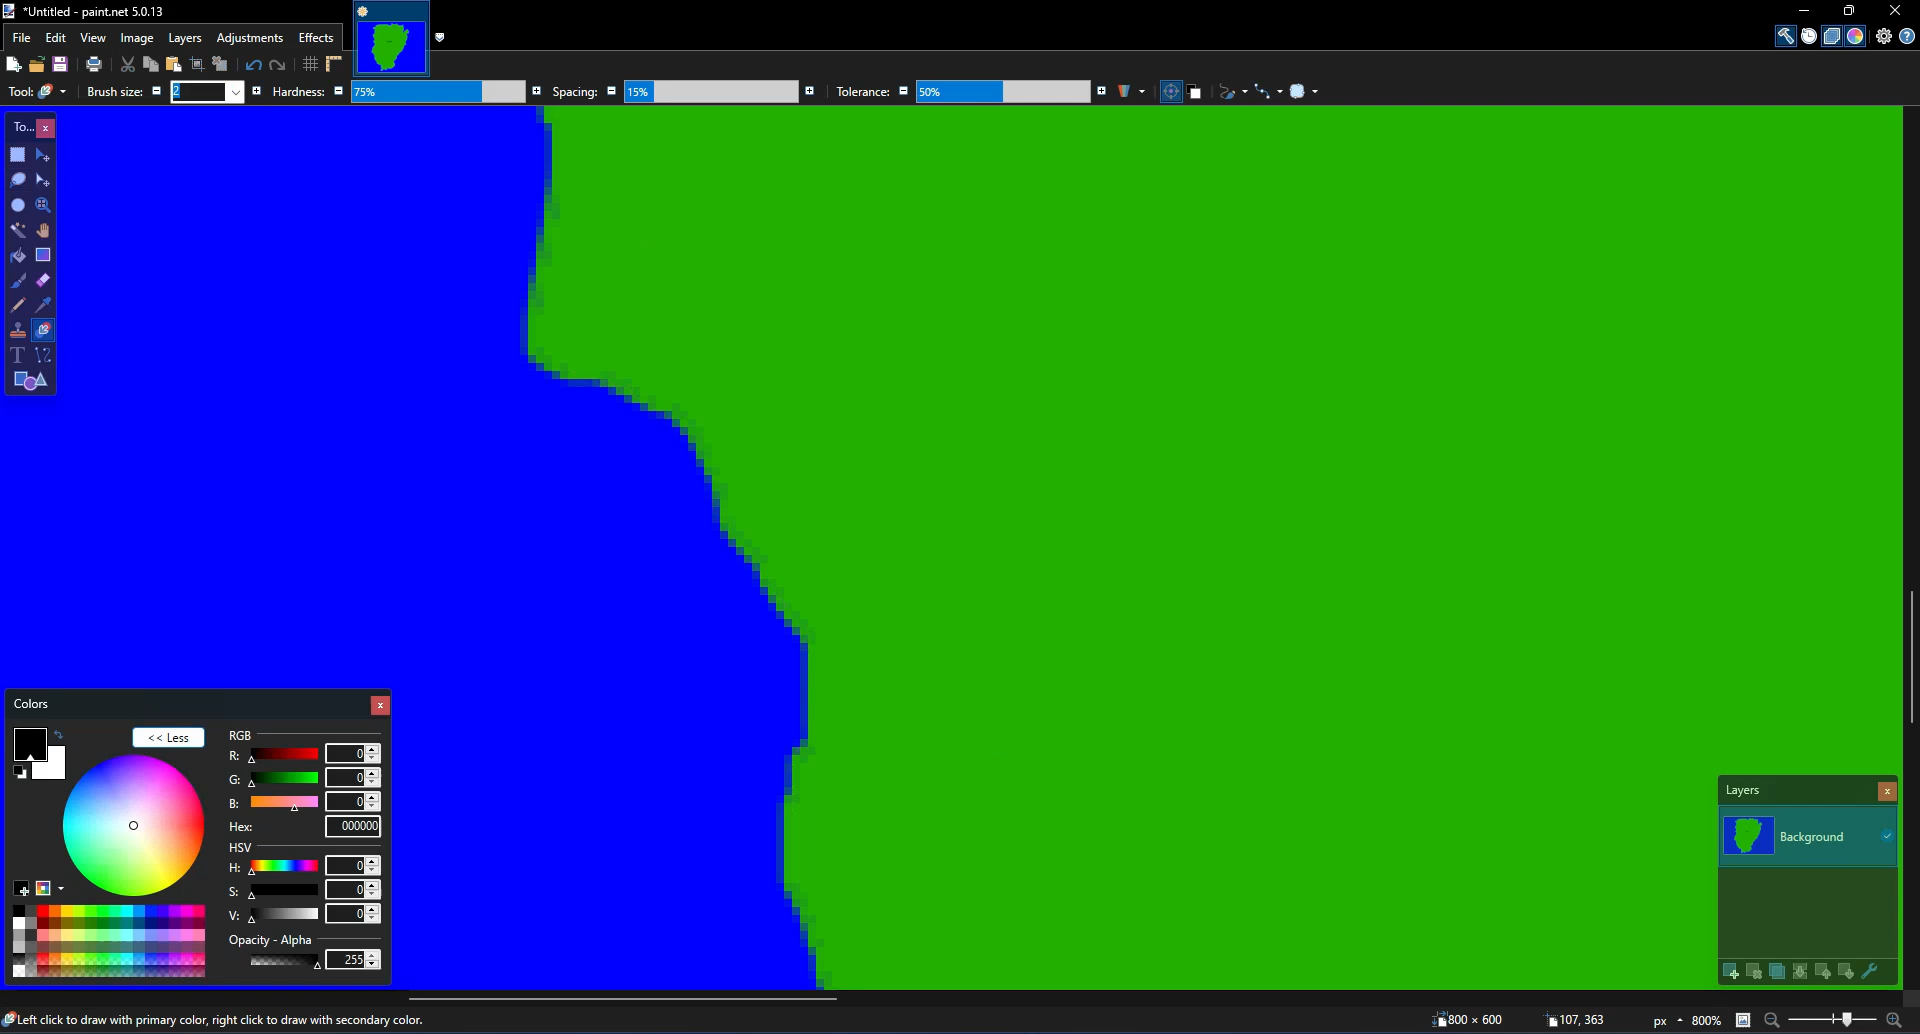 *Untitled - paint.net 5.0.13
File Edit View Image Layers Adjustments Effects
Tool: Brush size: 2 Hardness: 75% Spacing: 15% Tolerance: 50%
To... x
T
Colors x
<< Less
RGB
R: 0
G: 0
B: 0
Hex: 000000
HSV
H: 0
S: 0
V: 0
Opacity - Alpha
255
Layers x
Background
Left click to draw with primary color, right click to draw with secondary color.
800 × 600 107, 363 px 800%